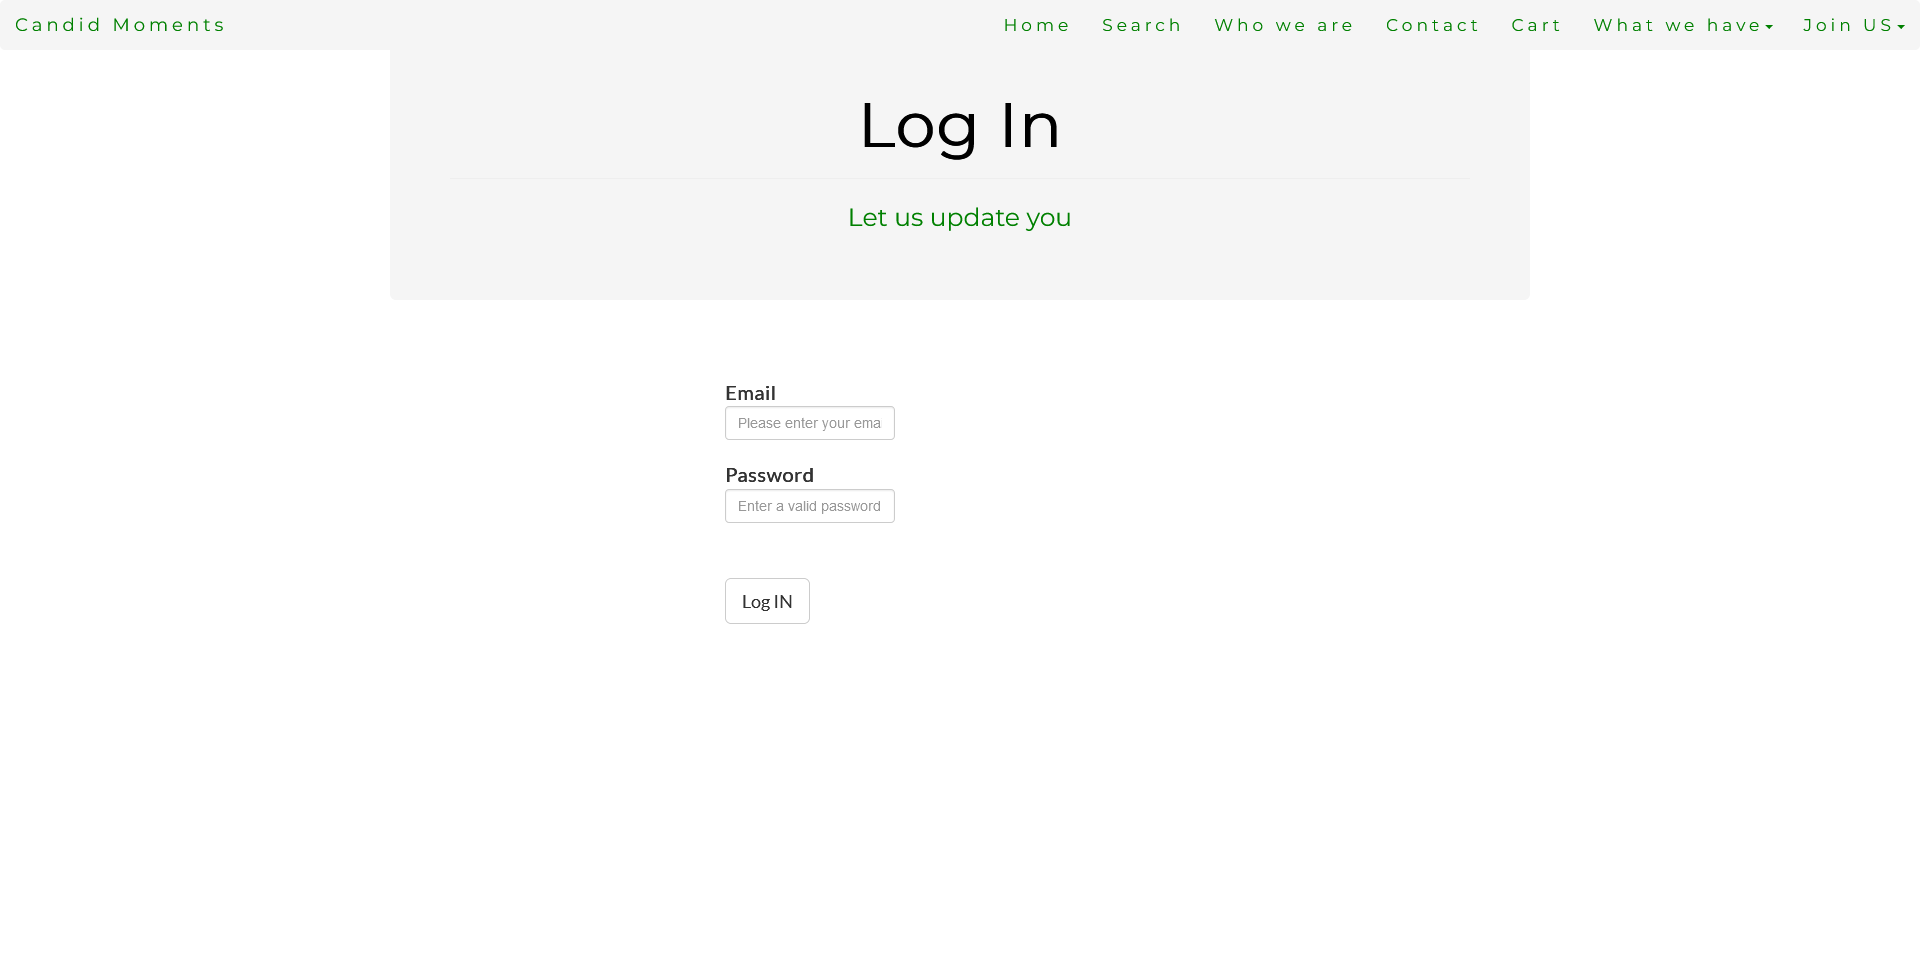 Candid Moments Home Search Who we are Contact Cart What we have Join US
Log In
Let us update you
Email
Please enter your ema
Password
Enter a valid password
Log IN